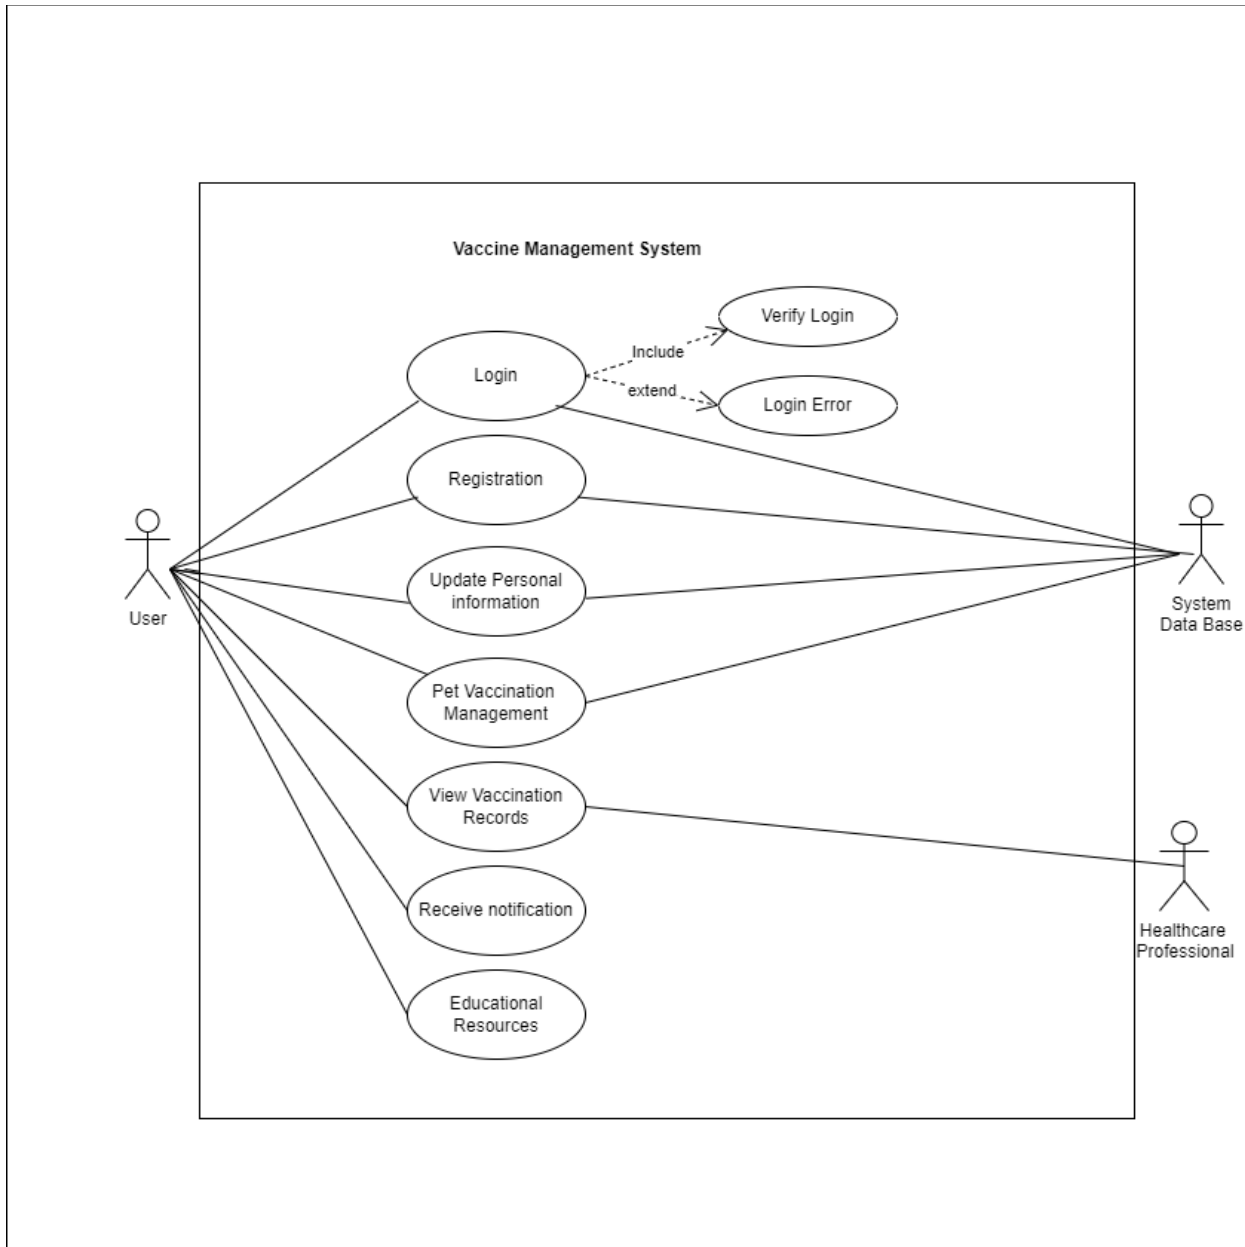 Vaccine Management System
Verify Login
Include
Login
extend
Login Error
Registration
Update Personal
information
User
System
Data Base
Pet Vaccination
Management
View Vaccination
Records
Receive notification
Healthcare
Professional
Educational
Resources